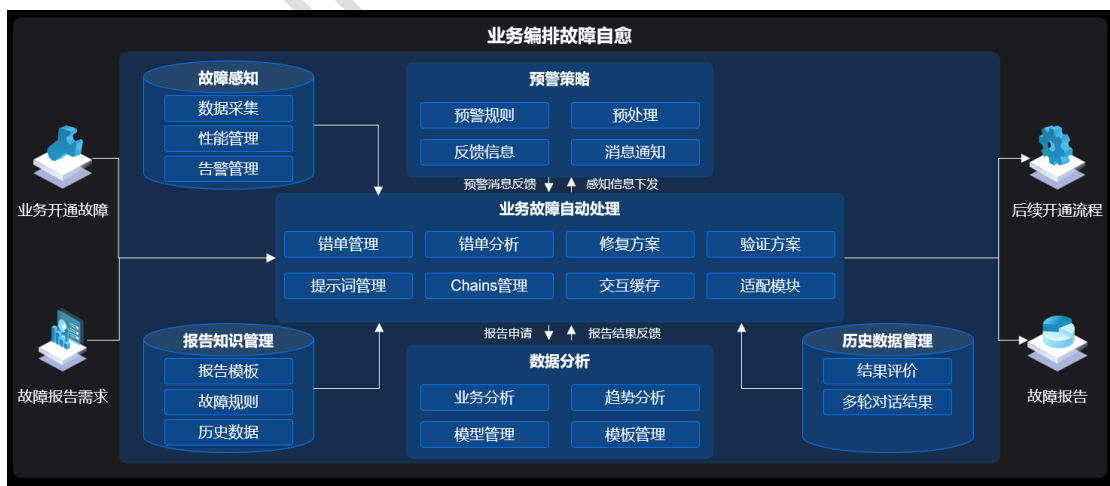 业务编排故障自愈
故障感知
数据采集
性能管理
告警管理
预警策略
预警规则
预处理
反馈信息
消息通知
预警消息反馈
感知信息下发
业务开通故障
后续开通流程
业务故障自动处理
错单管理
错单分析
修复方案
验证方案
提示词管理
Chains管理
交互缓存
适配模块
报告申请
报告结果反馈
报告知识管理
报告模板
故障规则
历史数据
数据分析
业务分析
趋势分析
模型管理
模板管理
历史数据管理
结果评价
多轮对话结果
故障报告需求
故障报告